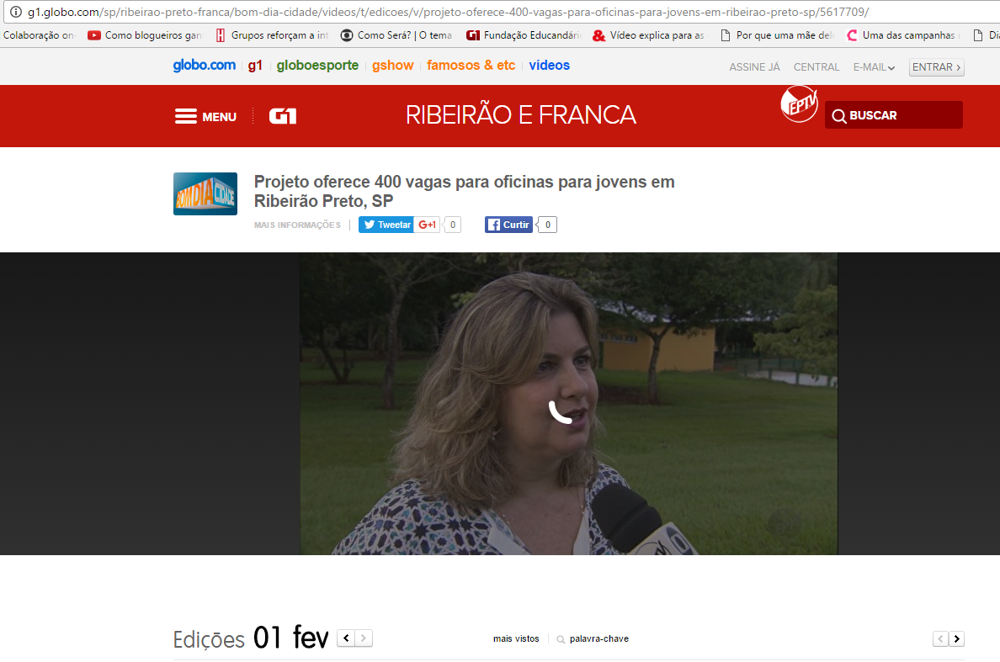 g1.globo.com/sp/ribeirao-preto-franca/bom-dia-cidade/videos/t/edicoes/v/projeto-oferece-400-vagas-para-oficinas-para-jovens-em-ribeirao-preto-sp/5617709/
Colaboração on- Como blogueiros gan Grupos reforçam a int Como Será? | O tema Fundação Educandári Vídeo explica para as Por que uma mãe del Uma das campanhas Di
globo.com g1 globoesporte gshow famosos & etc vídeos ASSINE JÁ CENTRAL E-MAIL ENTRAR
MENU G1 RIBEIRÃO E FRANCA EPTV BUSCAR
BOM DIA CIDADE
Projeto oferece 400 vagas para oficinas para jovens em
Ribeirão Preto, SP
MAIS INFORMAÇÕES Tweetar G+1 0 Curtir 0
Edições 01 fev mais vistos palavra-chave